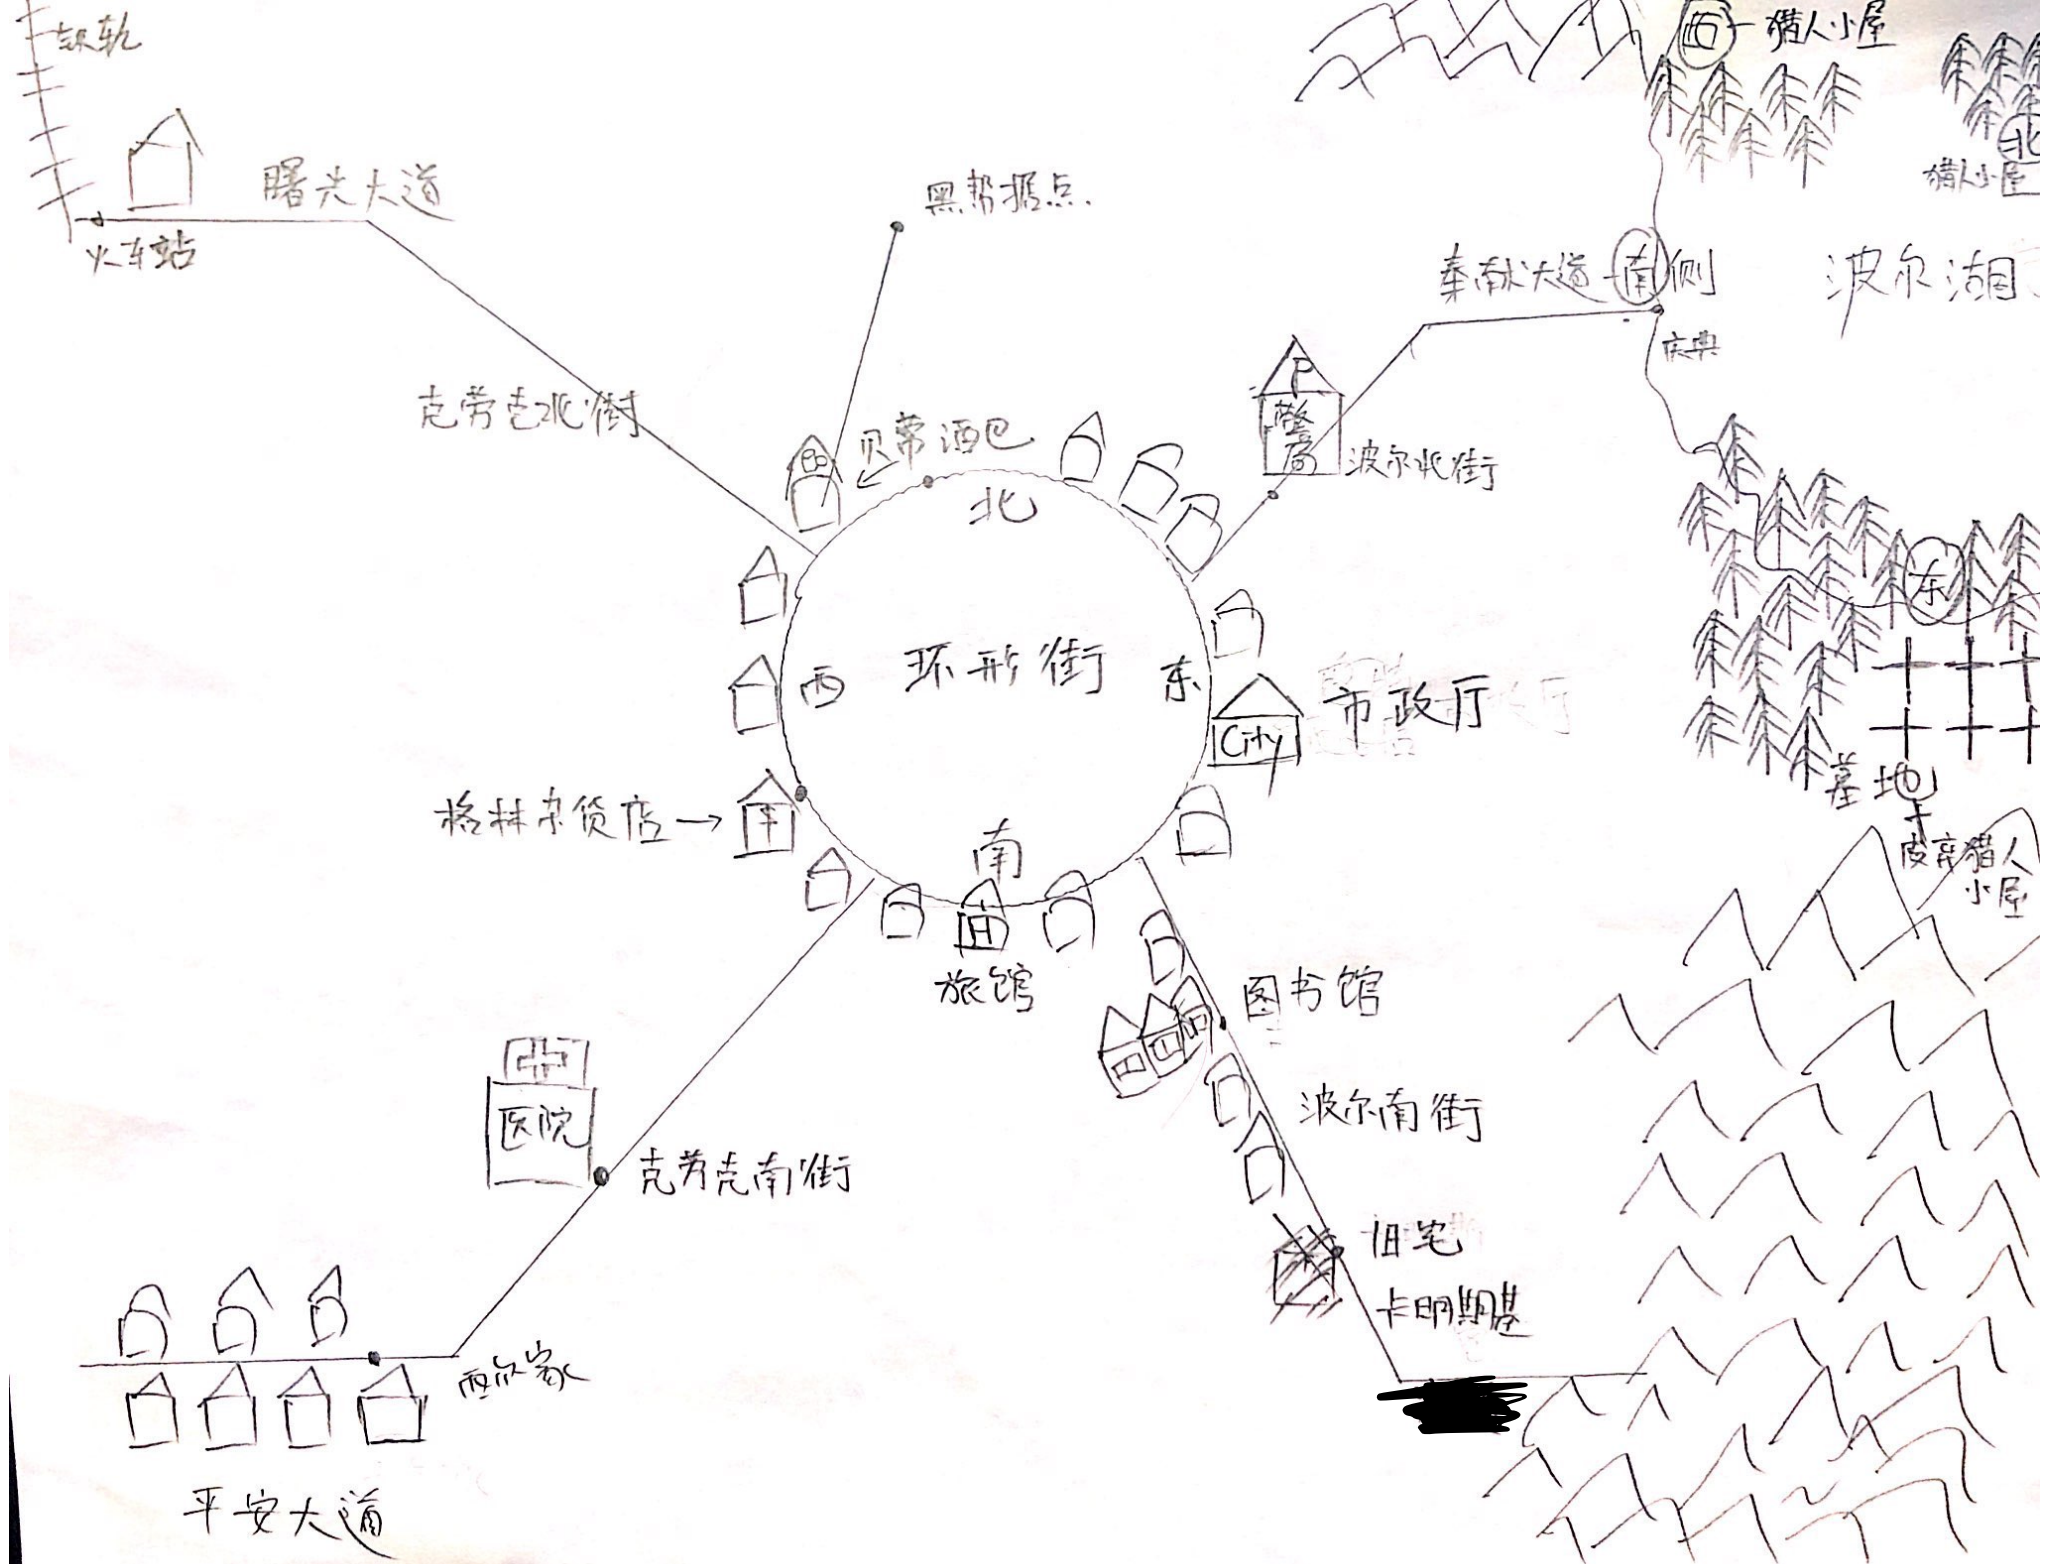 铁轨
西-猎人小屋
北
猎人小屋
曙光大道
火车站
黑帮据点.
奉献大道-南侧
波尔湖
庆典
P
警局
波尔北街
克劳克北街
贝蒂酒巴
北
西
环形街
东
City
市政厅
东
墓地
废弃猎人
小屋
格林杂货店→
南
H
旅馆
图书馆
医院
克劳克南街
波尔南街
旧宅
卡明斯基
平安大道